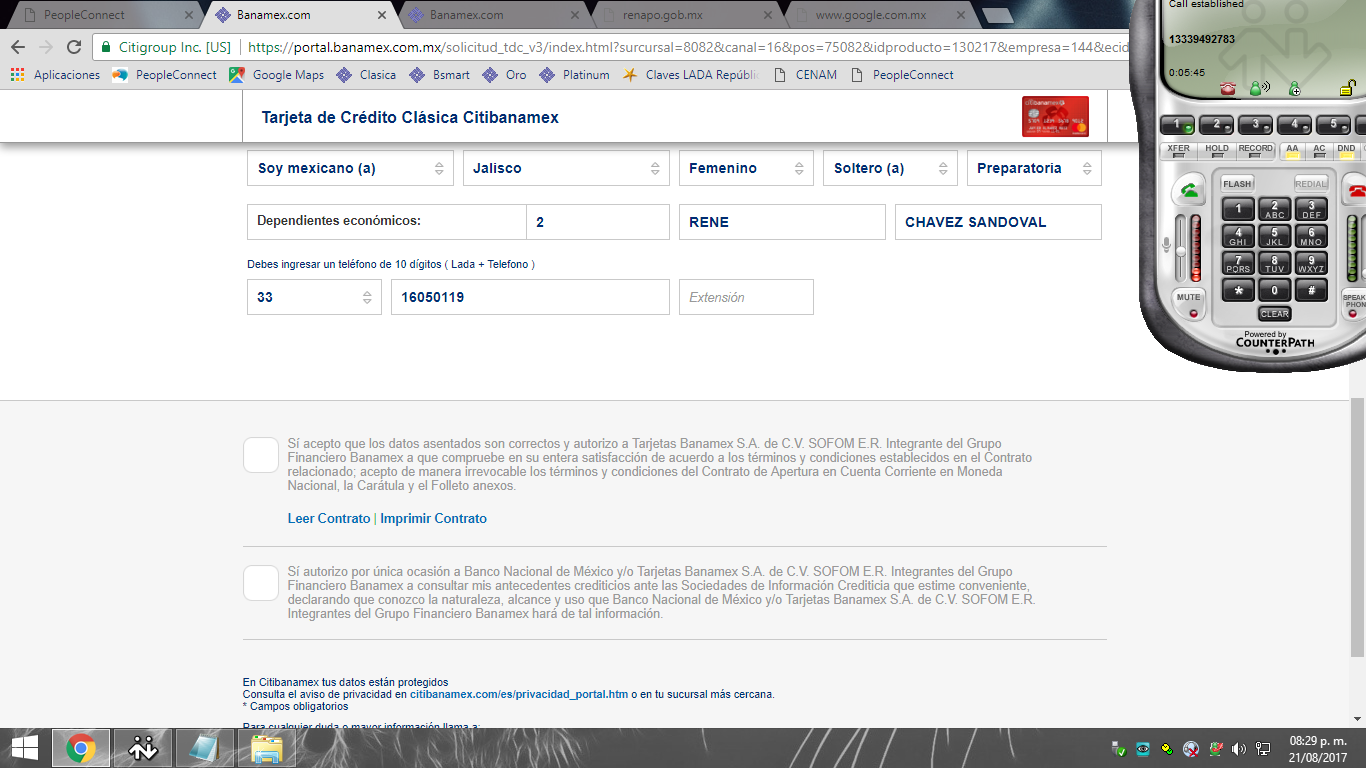 PeopleConnect
Banamex.com
Banamex.com
renapo.gob.mx
www.google.com.mx
Citigroup Inc. [US]
https://portal.banamex.com.mx/solicitud_tdc_v3/index.html?surcursal=8082&canal=16&pos=75082&idproducto=130217&empresa=144&ecid
Aplicaciones
PeopleConnect
Google Maps
Clasica
Bsmart
Oro
Platinum
Claves LADA Repúblic
CENAM
PeopleConnect
Call established
13339492783
0:05:45
1 2 3 4 5
XFER HOLD RECORD AA AC DND
FLASH REDIAL
1 2 ABC 3 DEF
4 GHI 5 JKL 6 MNO
7 PQRS 8 TUV 9 WXYZ
* 0 #
MUTE
SPEAK
PHON
CLEAR
Powered by
COUNTERPATH
Tarjeta de Crédito Clásica Citibanamex
citibanamex
Soy mexicano (a)
Jalisco
Femenino
Soltero (a)
Preparatoria
Dependientes económicos:
2
RENE
CHAVEZ SANDOVAL
Debes ingresar un teléfono de 10 dígitos ( Lada + Telefono )
33
16050119
Extensión
Sí acepto que los datos asentados son correctos y autorizo a Tarjetas Banamex S.A. de C.V. SOFOM E.R. Integrante del Grupo
Financiero Banamex a que compruebe en su entera satisfacción de acuerdo a los términos y condiciones establecidos en el Contrato
relacionado; acepto de manera irrevocable los términos y condiciones del Contrato de Apertura en Cuenta Corriente en Moneda
Nacional, la Carátula y el Folleto anexos.
Leer Contrato | Imprimir Contrato
Sí autorizo por única ocasión a Banco Nacional de México y/o Tarjetas Banamex S.A. de C.V. SOFOM E.R. Integrantes del Grupo
Financiero Banamex a consultar mis antecedentes crediticios ante las Sociedades de Información Crediticia que estime conveniente,
declarando que conozco la naturaleza, alcance y uso que Banco Nacional de México y/o Tarjetas Banamex S.A. de C.V. SOFOM E.R.
Integrantes del Grupo Financiero Banamex hará de tal información.
En Citibanamex tus datos están protegidos
Consulta el aviso de privacidad en citibanamex.com/es/privacidad_portal.htm o en tu sucursal más cercana.
* Campos obligatorios
Para cualquier duda o mayor información llama a:
08:29 p. m.
21/08/2017